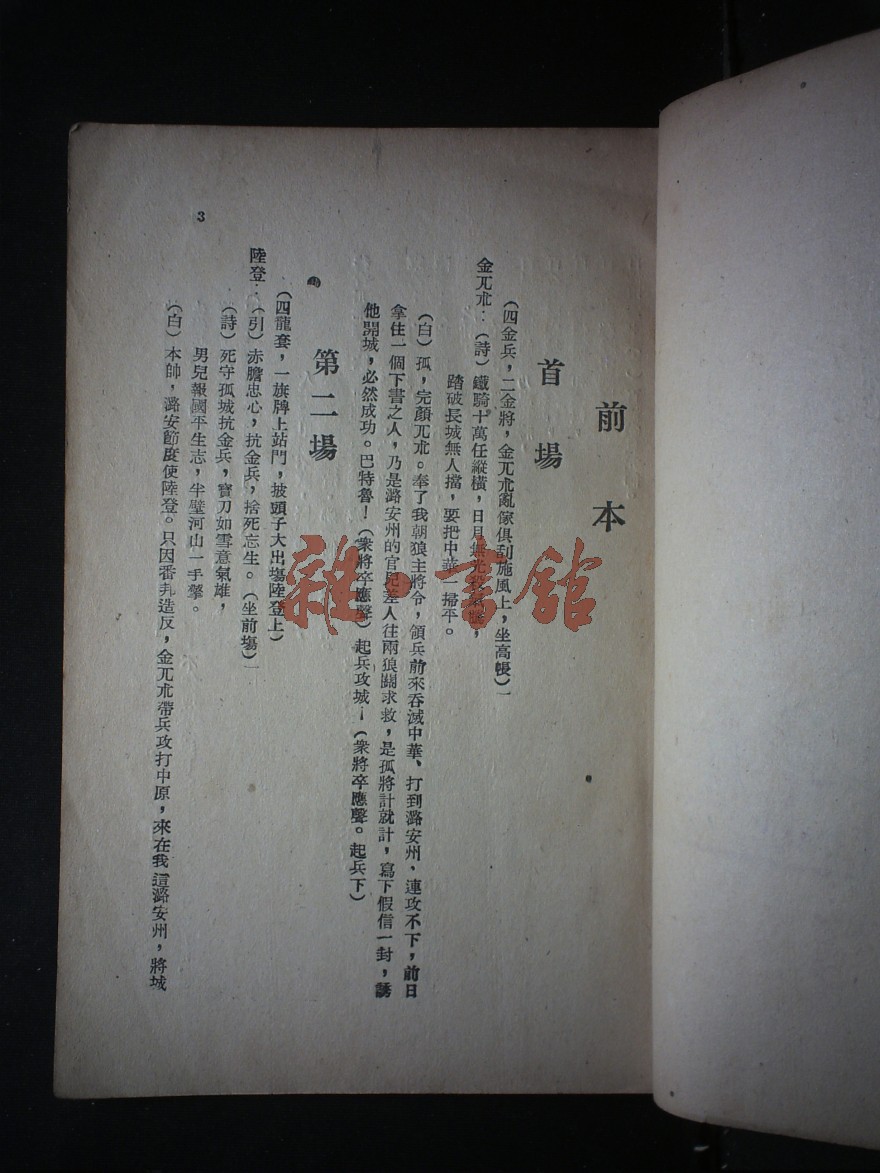 前本
首場
（四金兵，二金將，金兀朮亂傢俱刮旋風上，坐高帳）
金兀朮：（詩）鐵騎十萬任縱橫，日月無光
踏破長城無人擋，要把中華一掃平。
（白）孤，完顏兀朮。奉了我朝狼主將令，領兵前來吞滅中華、打到潞安州，連攻不下，前日
拿住一個下書之人，乃是潞安州的官兒差人往兩狼關求救，是孤將計就計，寫下假信一封，誘
他開城，必然成功。巴特魯！（衆將卒應聲）起兵攻城！（衆將卒應聲。起兵下）
第二場
（四龍套，一旗牌上站門，披頭子大出場陸登上）
陸登：（引）赤膽忠心，抗金兵，捨死忘生。（坐前場）
（詩）死守孤城抗金兵，寶刀如雪意氣雄，
男兒報國平生志，半壁河山一手擎。
（白）本帥，潞安節度使陸登。只因番邦造反，金兀朮帶兵攻打中原，來在我這潞安州，將城
3
雜·書館